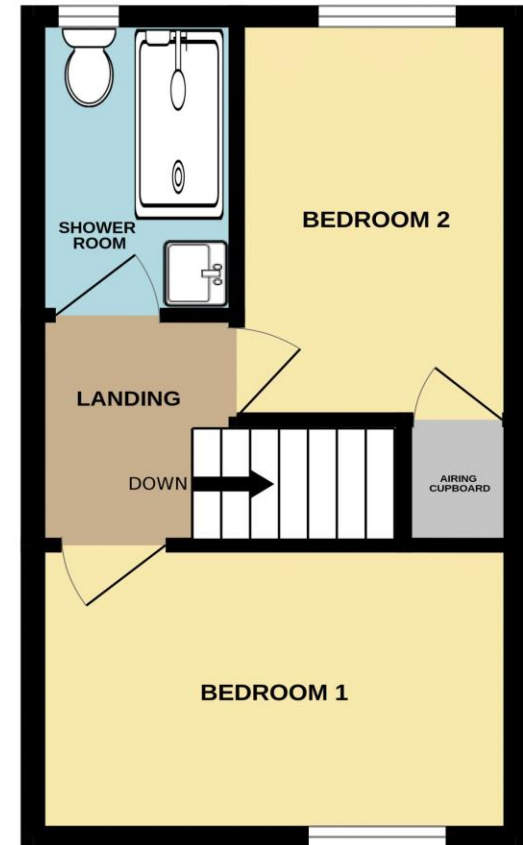 SHOWER
ROOM
BEDROOM 2
LANDING
DOWN
AIRING
CUPBOARD
BEDROOM 1